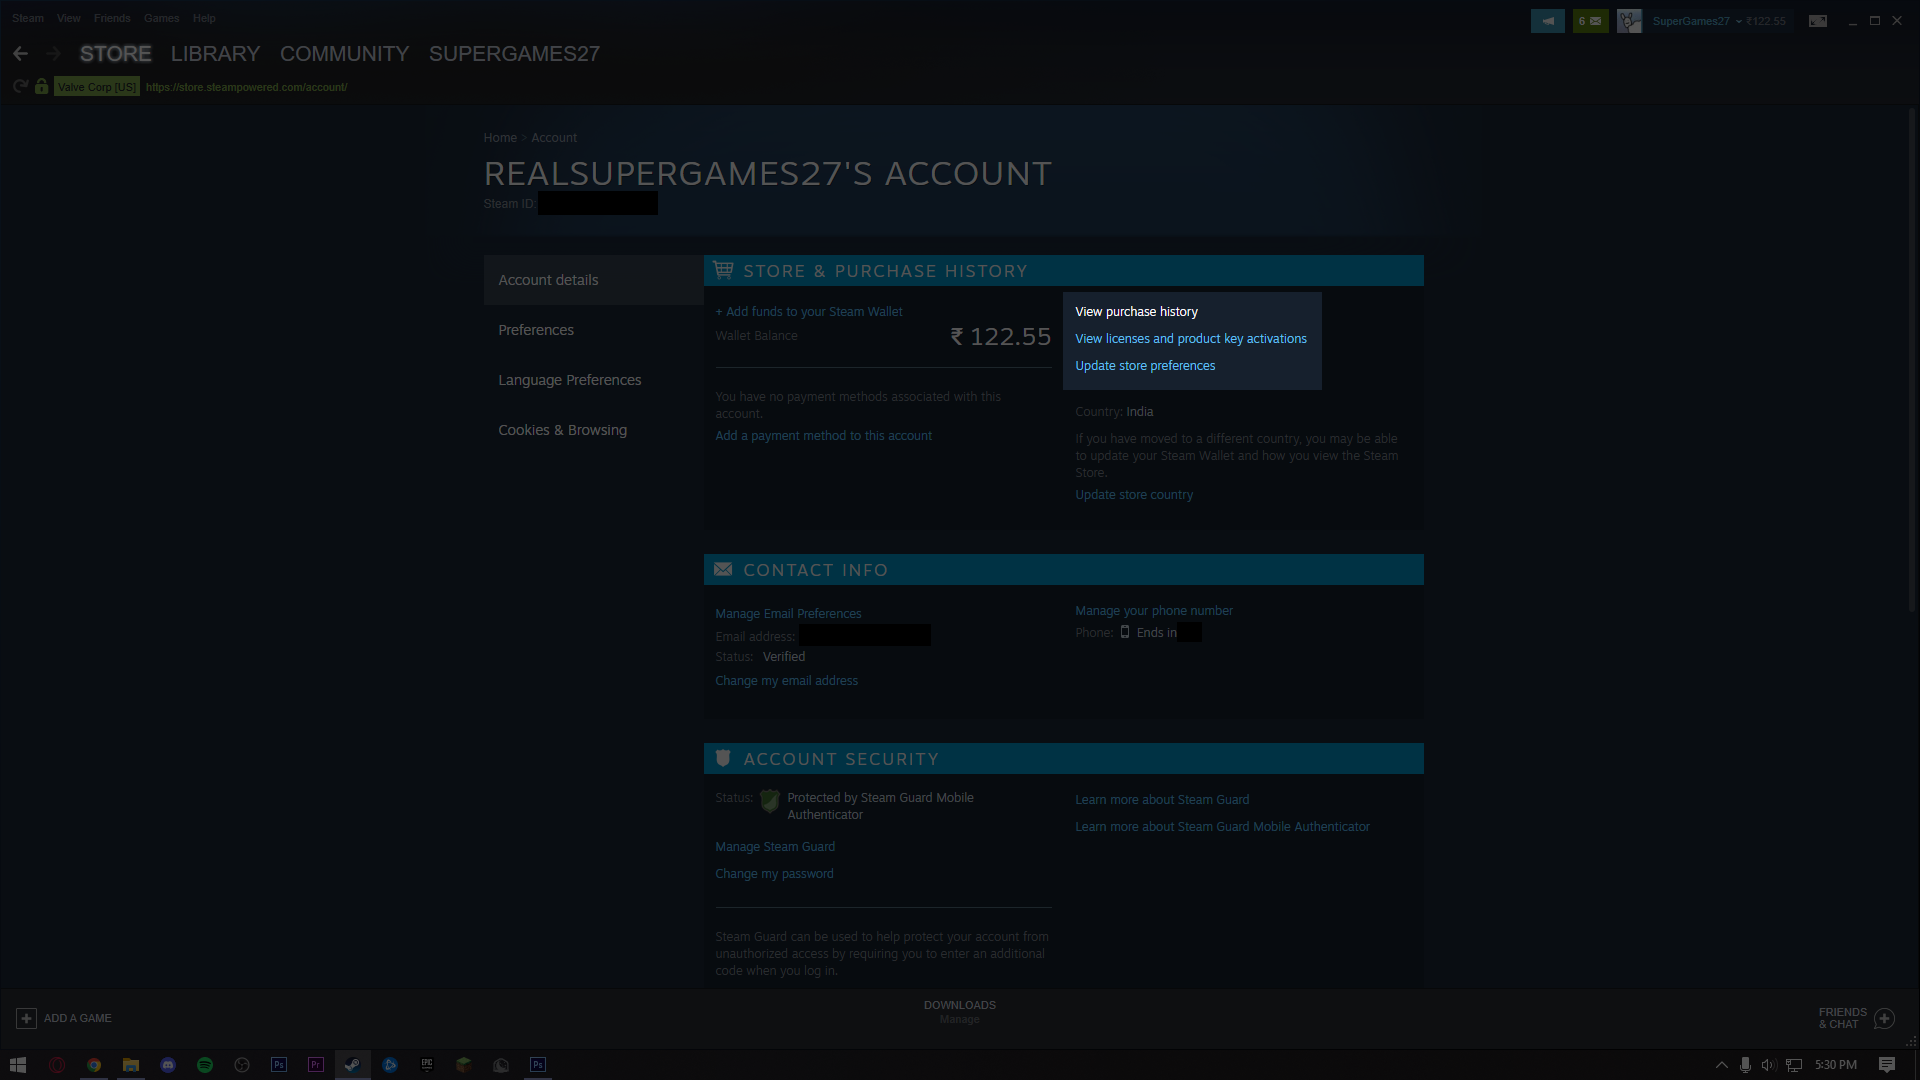 Steam View Friends Games Help
6 SuperGames27 ₹122.55
STORE LIBRARY COMMUNITY SUPERGAMES27
Valve Corp [US] https://store.steampowered.com/account/
Home > Account
REALSUPERGAMES27'S ACCOUNT
Steam ID:
Account details
Preferences
Language Preferences
Cookies & Browsing
STORE & PURCHASE HISTORY
+ Add funds to your Steam Wallet
Wallet Balance ₹ 122.55
You have no payment methods associated with this
account.
Add a payment method to this account
View purchase history
View licenses and product key activations
Update store preferences
Country: India
If you have moved to a different country, you may be able
to update your Steam Wallet and how you view the Steam
Store.
Update store country
CONTACT INFO
Manage Email Preferences
Email address:
Status: Verified
Change my email address
Manage your phone number
Phone: Ends in
ACCOUNT SECURITY
Status: Protected by Steam Guard Mobile
Authenticator
Manage Steam Guard
Change my password
Learn more about Steam Guard
Learn more about Steam Guard Mobile Authenticator
Steam Guard can be used to help protect your account from
unauthorized access by requiring you to enter an additional
code when you log in.
ADD A GAME
DOWNLOADS
Manage
FRIENDS
& CHAT
Ps Pr EPIC Ps
5:30 PM